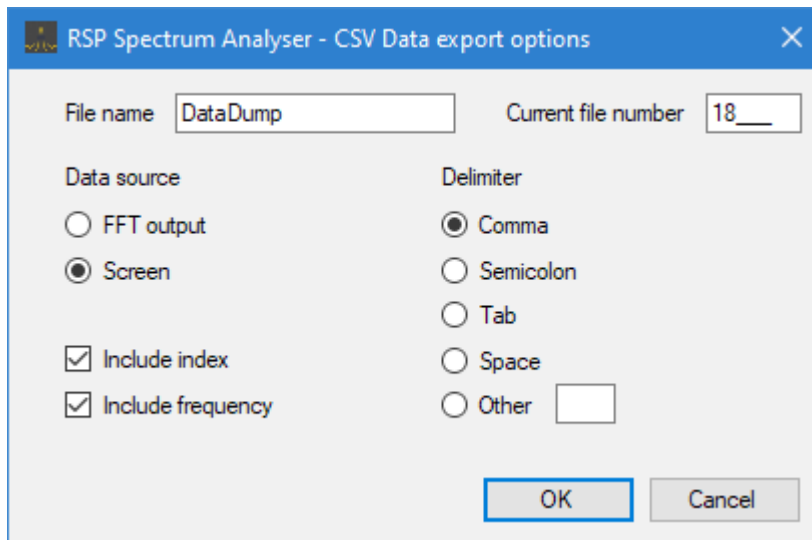 RSP Spectrum Analyser - CSV Data export options
File name DataDump Current file number 18___
Data source Delimiter
FFT output Comma
Screen Semicolon
Tab
Include index Space
Include frequency Other
OK Cancel